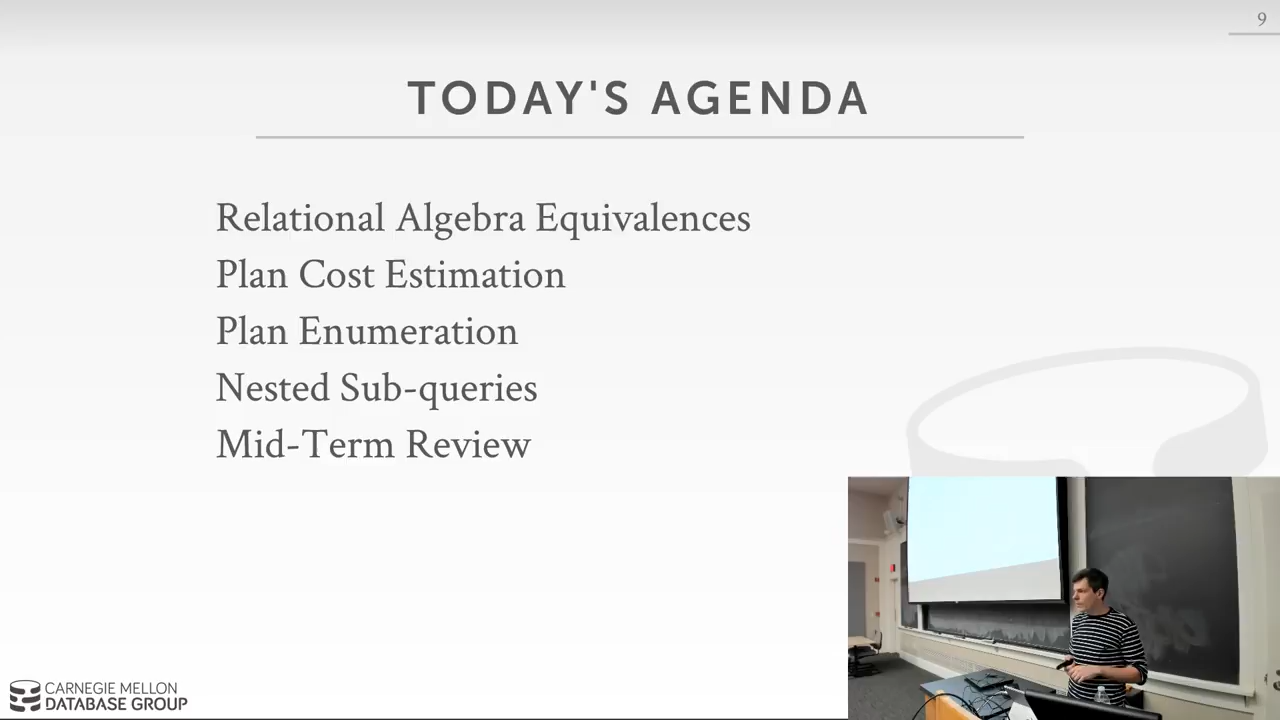 9
TODAY'S AGENDA
Relational Algebra Equivalences
Plan Cost Estimation
Plan Enumeration
Nested Sub-queries
Mid-Term Review
CARNEGIE MELLON
DATABASE GROUP